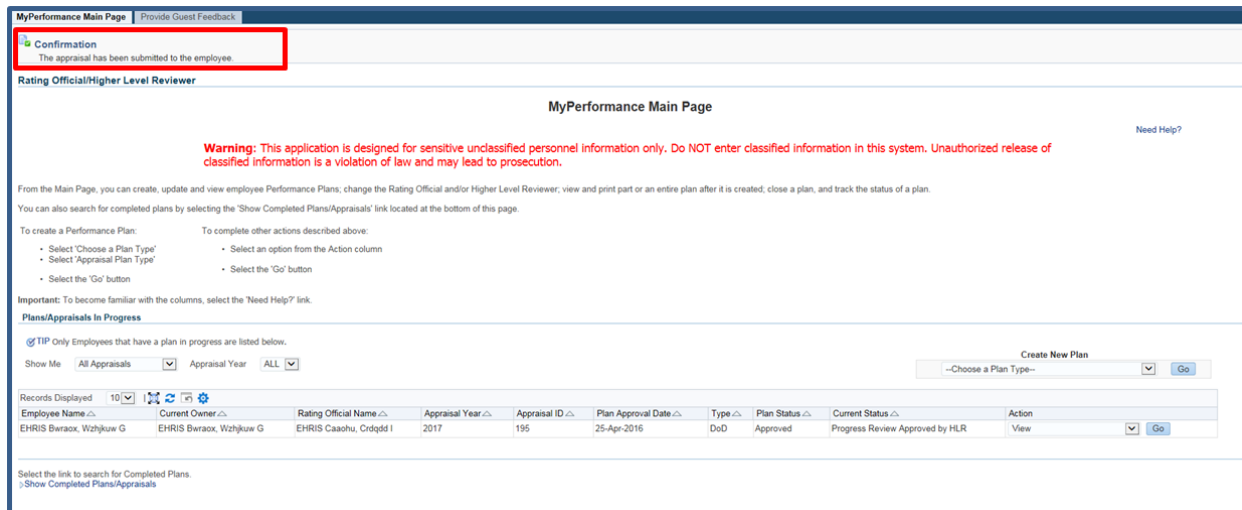 MyPerformance Main Page Provide Guest Feedback
Confirmation
The appraisal has been submitted to the employee.
Rating Official/Higher Level Reviewer
MyPerformance Main Page
Need Help?
Warning: This application is designed for sensitive unclassified personnel information only. Do NOT enter classified information in this system. Unauthorized release of
classified information is a violation of law and may lead to prosecution.
From the Main Page, you can create, update and view employee Performance Plans; change the Rating Official and/or Higher Level Reviewer; view and print part or an entire plan after it is created; close a plan, and track the status of a plan.
You can also search for completed plans by selecting the 'Show Completed Plans/Appraisals' link located at the bottom of this page.
To create a Performance Plan: To complete other actions described above:
• Select 'Choose a Plan Type' • Select an option from the Action column
• Select 'Appraisal Plan Type'
• Select the 'Go' button
• Select the 'Go' button
Important: To become familiar with the columns, select the 'Need Help?' link.
Plans/Appraisals In Progress
TIP Only Employees that have a plan in progress are listed below.
Create New Plan
Show Me All Appraisals Appraisal Year ALL --Choose a Plan Type-- Go
Records Displayed 10
Employee Name Current Owner Rating Official Name Appraisal Year Appraisal ID Plan Approval Date Type Plan Status Current Status Action
EHRIS Bwraox, Wzhjkuw G EHRIS Bwraox, Wzhjkuw G EHRIS Caaohu, Crdqdd I 2017 195 25-Apr-2016 DoD Approved Progress Review Approved by HLR View Go
Select the link to search for Completed Plans.
Show Completed Plans/Appraisals